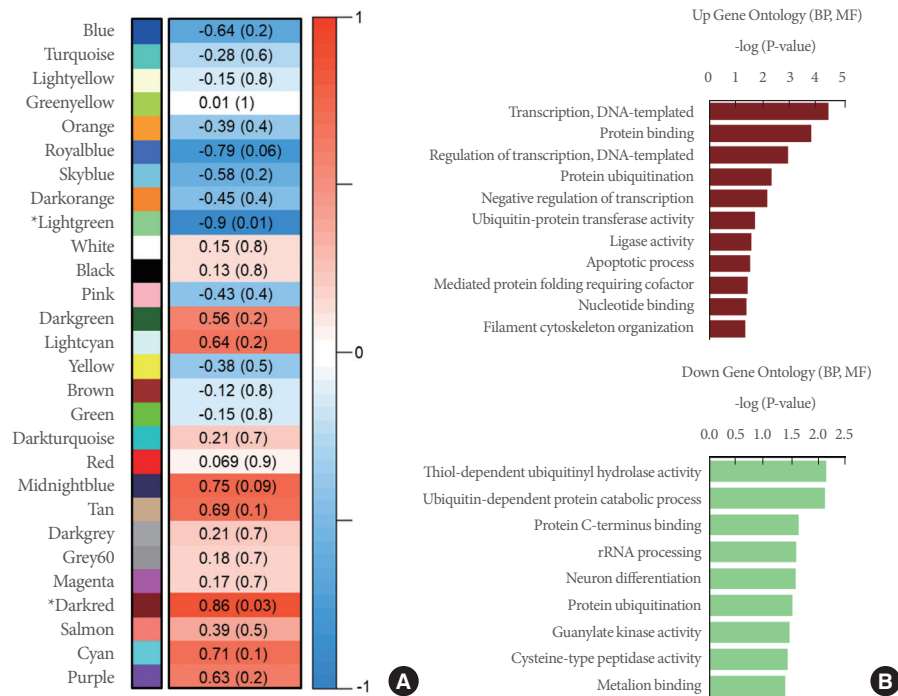 Blue -0.64 (0.2)
Turquoise -0.28 (0.6)
Lightyellow -0.15 (0.8)
Greenyellow 0.01 (1)
Orange -0.39 (0.4)
Royalblue -0.79 (0.06)
Skyblue -0.58 (0.2)
Darkorange -0.45 (0.4)
*Lightgreen -0.9 (0.01)
White 0.15 (0.8)
Black 0.13 (0.8)
Pink -0.43 (0.4)
Darkgreen 0.56 (0.2)
Lightcyan 0.64 (0.2)
Yellow -0.38 (0.5)
Brown -0.12 (0.8)
Green -0.15 (0.8)
Darkturquoise 0.21 (0.7)
Red 0.069 (0.9)
Midnightblue 0.75 (0.09)
Tan 0.69 (0.1)
Darkgrey 0.21 (0.7)
Grey60 0.18 (0.7)
Magenta 0.17 (0.7)
*Darkred 0.86 (0.03)
Salmon 0.39 (0.5)
Cyan 0.71 (0.1)
Purple 0.63 (0.2)
1
0
-1
A
Up Gene Ontology (BP, MF)
-log (P-value)
0 1 2 3 4 5
Transcription, DNA-templated
Protein binding
Regulation of transcription, DNA-templated
Protein ubiquitination
Negative regulation of transcription
Ubiquitin-protein transferase activity
Ligase activity
Apoptotic process
Mediated protein folding requiring cofactor
Nucleotide binding
Filament cytoskeleton organization
Down Gene Ontology (BP, MF)
-log (P-value)
0.0 0.5 1.0 1.5 2.0 2.5
Thiol-dependent ubiquitinyl hydrolase activity
Ubiquitin-dependent protein catabolic process
Protein C-terminus binding
rRNA processing
Neuron differentiation
Protein ubiquitination
Guanylate kinase activity
Cysteine-type peptidase activity
Metalion binding
B